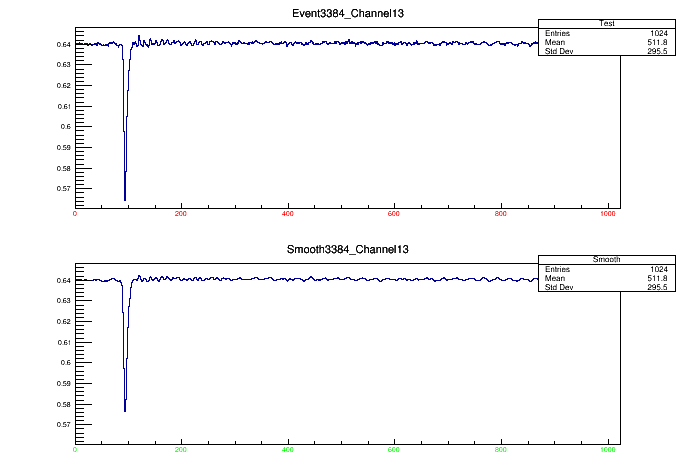 Event3384_Channel13
Test
Entries 1024
Mean 511.8
Std Dev 295.5
0.64
0.63
0.62
0.61
0.6
0.59
0.58
0.57
0 200 400 600 800 1000
Smooth3384_Channel13
Smooth
Entries 1024
Mean 511.8
Std Dev 295.5
0.64
0.63
0.62
0.61
0.6
0.59
0.58
0.57
0 200 400 600 800 1000